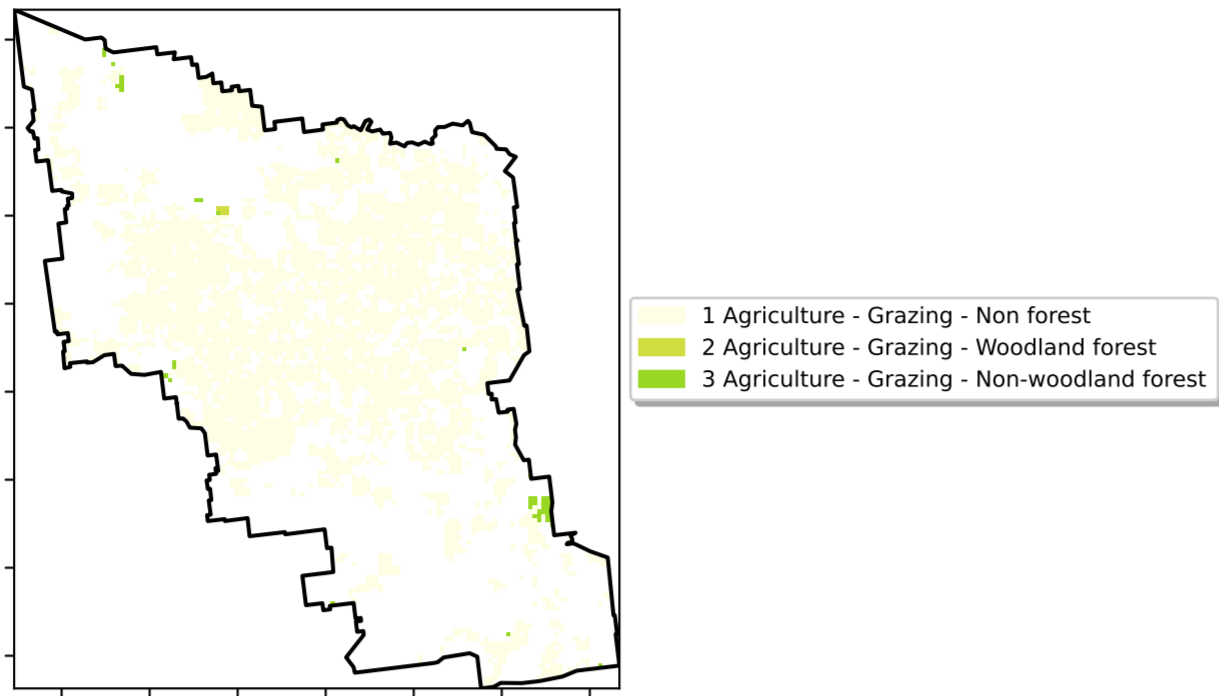 1 Agriculture - Grazing - Non forest
2 Agriculture - Grazing - Woodland forest
3 Agriculture - Grazing - Non-woodland forest